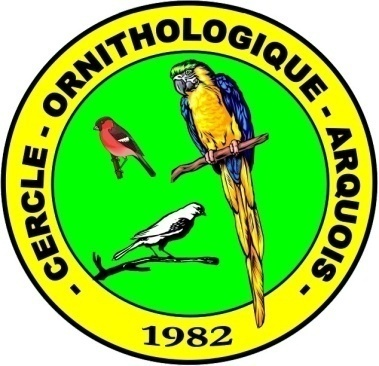 - CERCLE - ORNITHOLOGIQUE - ARQUOIS -
1982